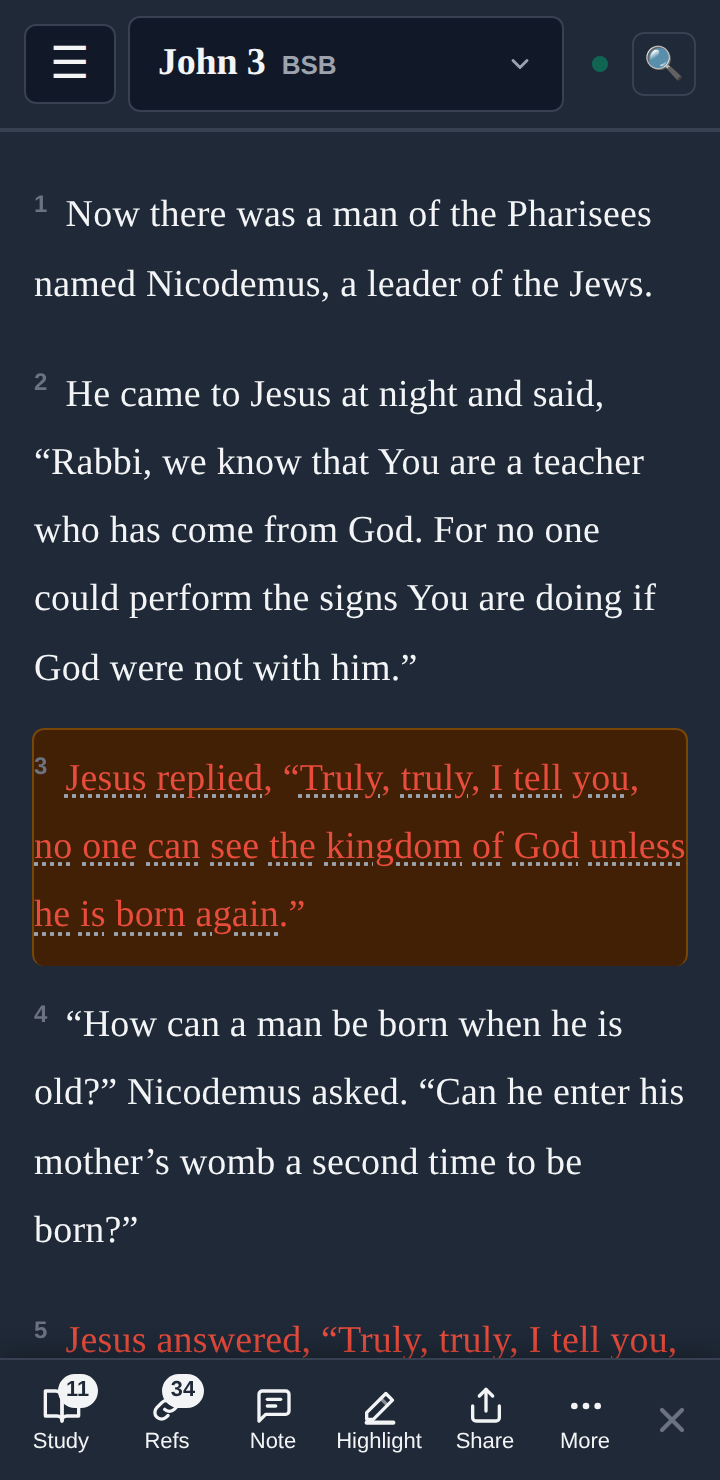 John 3 BSB
1 Now there was a man of the Pharisees
named Nicodemus, a leader of the Jews.
2 He came to Jesus at night and said,
“Rabbi, we know that You are a teacher
who has come from God. For no one
could perform the signs You are doing if
God were not with him.”
3 Jesus replied, “Truly, truly, I tell you,
no one can see the kingdom of God unless
he is born again.”
4 “How can a man be born when he is
old?” Nicodemus asked. “Can he enter his
mother’s womb a second time to be
born?”
5 Jesus answered, “Truly, truly, I tell you,
11 34
Study Refs Note Highlight Share More